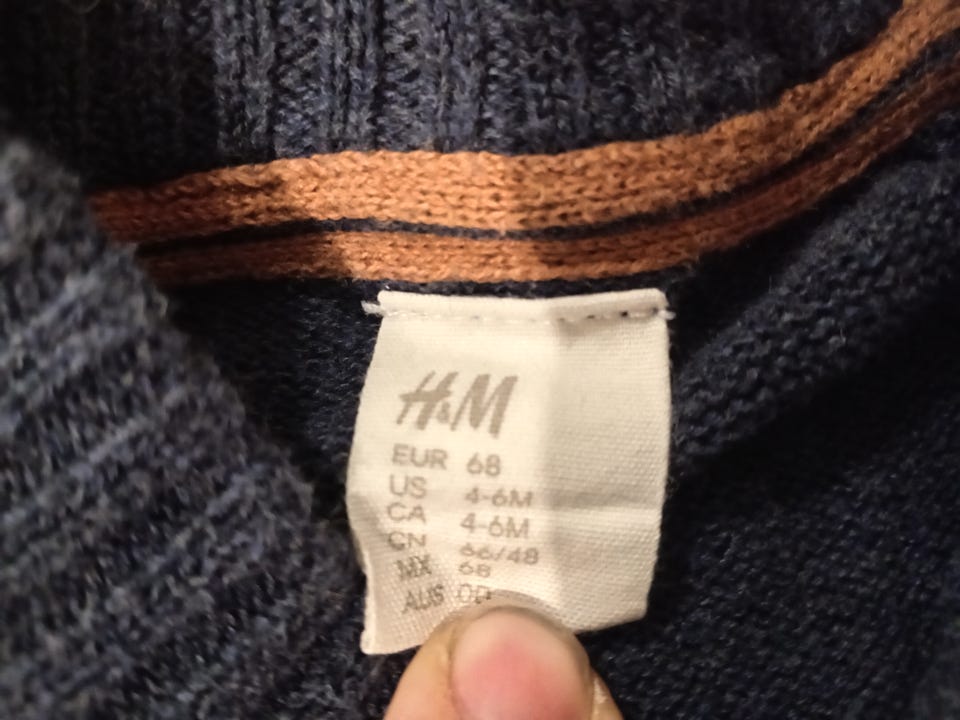 H&M
EUR 68
US 4-6M
CA 4-6M
CN 66/48
MX 68
AUS